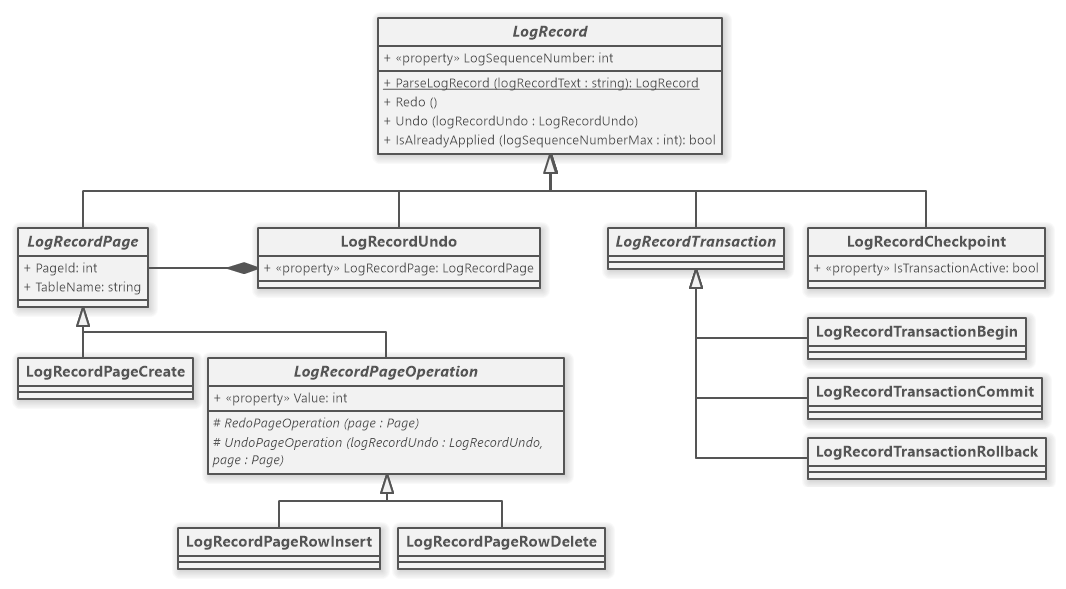 LogRecord
+ «property» LogSequenceNumber: int
+ ParseLogRecord (logRecordText : string): LogRecord
+ Redo ()
+ Undo (logRecordUndo : LogRecordUndo)
+ IsAlreadyApplied (logSequenceNumberMax : int): bool
LogRecordPage
+ PageId: int
+ TableName: string
LogRecordUndo
+ «property» LogRecordPage: LogRecordPage
LogRecordTransaction
LogRecordCheckpoint
+ «property» IsTransactionActive: bool
LogRecordTransactionBegin
LogRecordTransactionCommit
LogRecordTransactionRollback
LogRecordPageCreate
LogRecordPageOperation
+ «property» Value: int
# RedoPageOperation (page : Page)
# UndoPageOperation (logRecordUndo : LogRecordUndo,
page : Page)
LogRecordPageRowInsert
LogRecordPageRowDelete